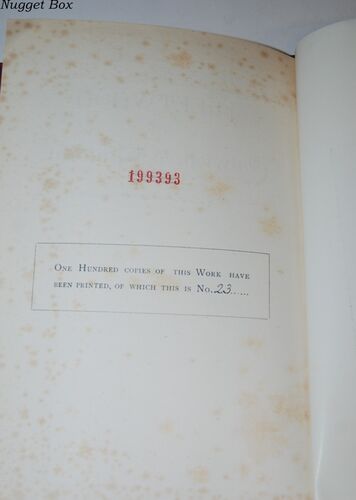 Nugget Box
199393
One Hundred copies of this Work have
been printed, of which this is No. 23......